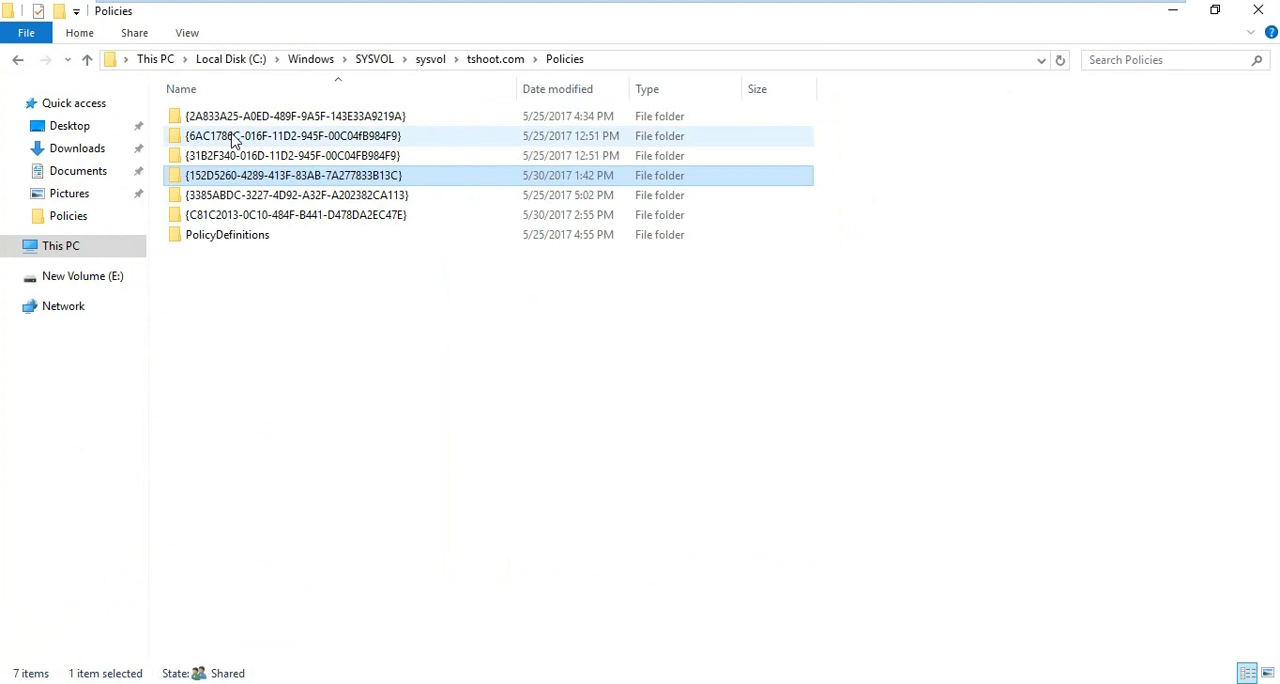 Policies
File Home Share View
This PC Local Disk (C:) Windows SYSVOL sysvol tshoot.com Policies Search Policies
Name Date modified Type Size
Quick access
Desktop
Downloads
Documents
Pictures
Policies
This PC
New Volume (E:)
Network
{2A833A25-A0ED-489F-9A5F-143E33A9219A} 5/25/2017 4:34 PM File folder
{6AC1786C-016F-11D2-945F-00C04fB984F9} 5/25/2017 12:51 PM File folder
{31B2F340-016D-11D2-945F-00C04FB984F9} 5/25/2017 12:51 PM File folder
{152D5260-4289-413F-83AB-7A277833B13C} 5/30/2017 1:42 PM File folder
{3385ABDC-3227-4D92-A32F-A202382CA113} 5/25/2017 5:02 PM File folder
{C81C2013-0C10-484F-B441-D478DA2EC47E} 5/30/2017 2:55 PM File folder
PolicyDefinitions 5/25/2017 4:55 PM File folder
7 items 1 item selected State: Shared